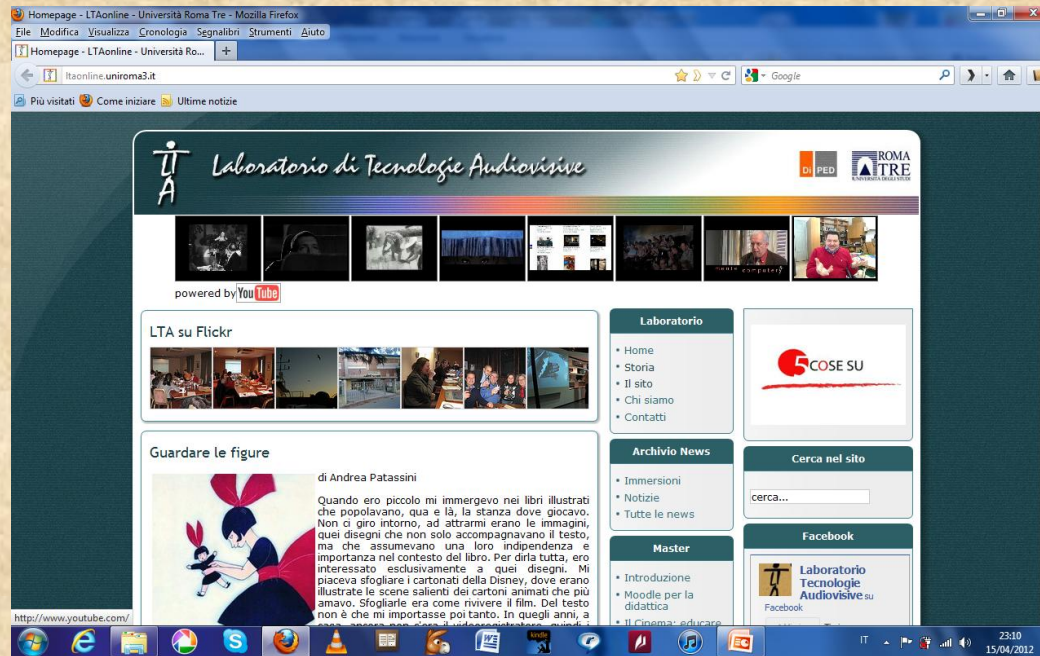 Homepage - LTAonline - Università Roma Tre - Mozilla Firefox
File Modifica Visualizza Cronologia Segnalibri Strumenti Aiuto
Homepage - LTAonline - Università Ro... +
ltaonline.uniroma3.it
Google
Più visitati Come iniziare Ultime notizie
LTA
Laboratorio di Tecnologie Audiovisive
Di PED
ROMA TRE
UNIVERSITÀ DEGLI STUDI
powered by YouTube
LTA su Flickr
Guardare le figure
di Andrea Patassini
Quando ero piccolo mi immergevo nei libri illustrati
che popolavano, qua e là, la stanza dove giocavo.
Non ci giro intorno, ad attrarmi erano le immagini,
quei disegni che non solo accompagnavano il testo,
ma che assumevano una loro indipendenza e
importanza nel contesto del libro. Per dirla tutta, ero
interessato esclusivamente a quei disegni. Mi
piaceva sfogliare i cartonati della Disney, dove erano
illustrate le scene salienti dei cartoni animati che più
amavo. Sfogliarle era come rivivere il film. Del testo
non è che mi importasse poi tanto. In quegli anni, a
Laboratorio
• Home
• Storia
• Il sito
• Chi siamo
• Contatti
Archivio News
• Immersioni
• Notizie
• Tutte le news
Master
• Introduzione
• Moodle per la
didattica
• Il Cinema: educare
5 COSE SU
Cerca nel sito
cerca...
Facebook
Laboratorio
Tecnologie
Audiovisive su
Facebook
http://www.youtube.com/
kindle
IT
23:10
15/04/2012